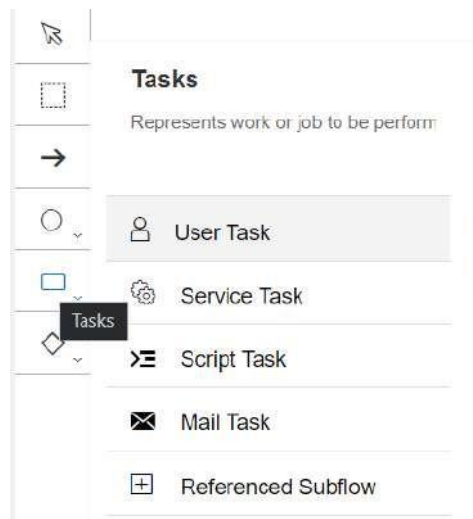 Tasks
Represents work or job to be perform
User Task
Service Task
Tasks
Script Task
Mail Task
Referenced Subflow